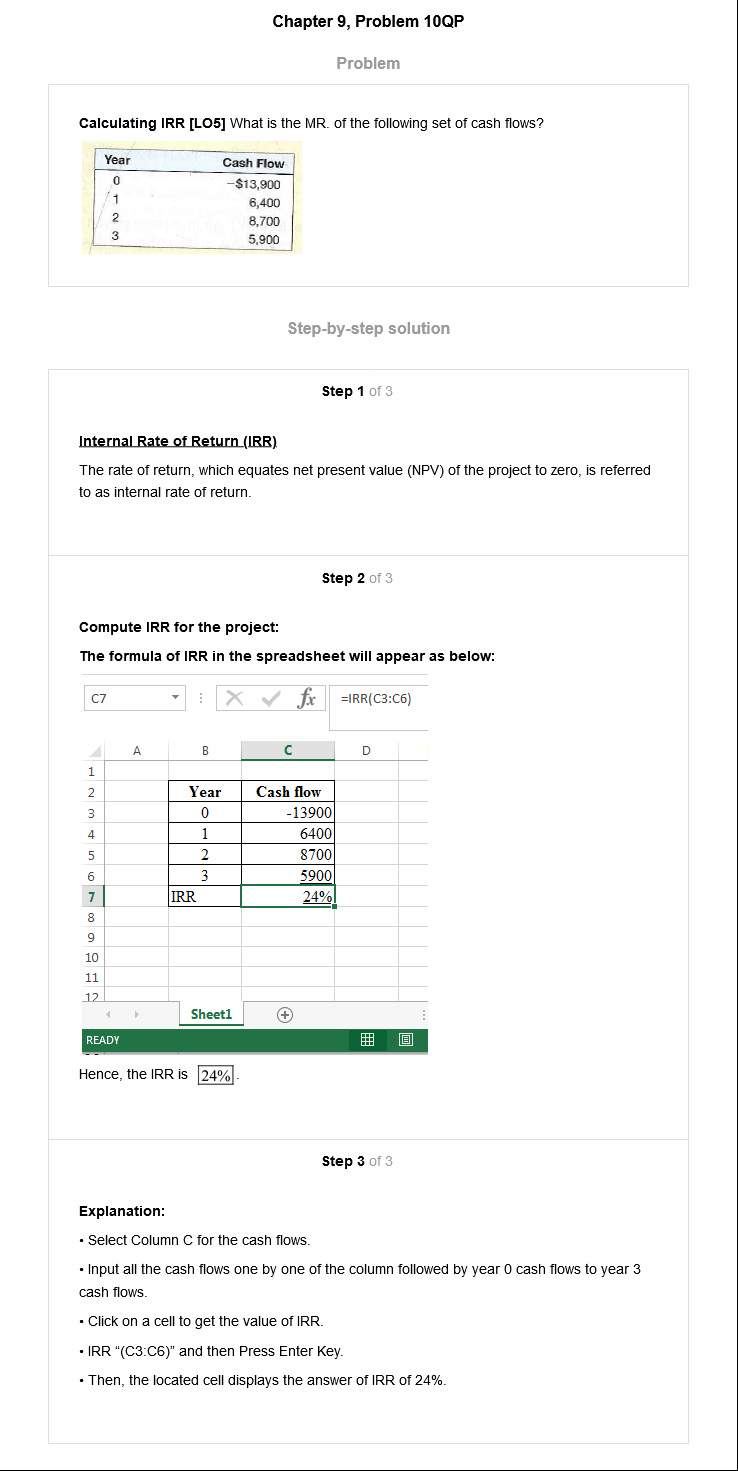 Chapter 9, Problem 10QP
Problem
Calculating IRR [LO5] What is the MR. of the following set of cash flows?
Year Cash Flow
0 −$13,900
1 6,400
2 8,700
3 5,900
Step-by-step solution
Step 1 of 3
Internal Rate of Return (IRR)
The rate of return, which equates net present value (NPV) of the project to zero, is referred
to as internal rate of return.
Step 2 of 3
Compute IRR for the project:
The formula of IRR in the spreadsheet will appear as below:
C7 fx =IRR(C3:C6)
A B C D
1
2 Year Cash flow
3 0 -13900
4 1 6400
5 2 8700
6 3 5900
7 IRR 24%
8
9
10
11
12
Sheet1
READY
Hence, the IRR is 24%.
Step 3 of 3
Explanation:
• Select Column C for the cash flows.
• Input all the cash flows one by one of the column followed by year 0 cash flows to year 3
cash flows.
• Click on a cell to get the value of IRR.
• IRR “(C3:C6)” and then Press Enter Key.
• Then, the located cell displays the answer of IRR of 24%.